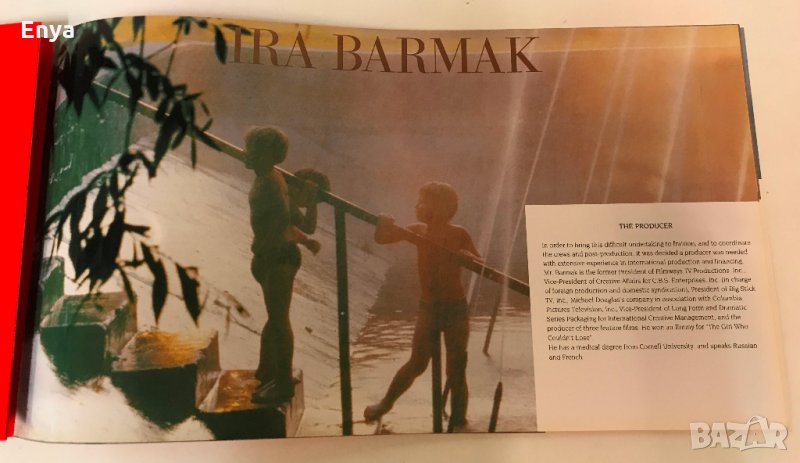 Enya
IRA BARMAK
THE PRODUCER
In order to bring this difficult undertaking to fruition, and to coordinate
the crews and post-production, it was decided a producer was needed
with extensive experience in international production and financing.
Mr. Barmak is the former President of Filmways TV Productions, Inc.,
Vice-President of Creative Affairs for C.B.S. Enterprises, Inc. (in charge
of foreign production and domestic syndication), President of Big Stick
TV, Inc., Michael Douglas's company in association with Columbia
Pictures Television, Inc., Vice-President of Long Form and Dramatic
Series Packaging for International Creative Management, and the
producer of three feature films. He won an Emmy for "The Girl Who
Couldn't Lose".
He has a medical degree from Cornell University, and speaks Russian
and French.
BAZAR.BG